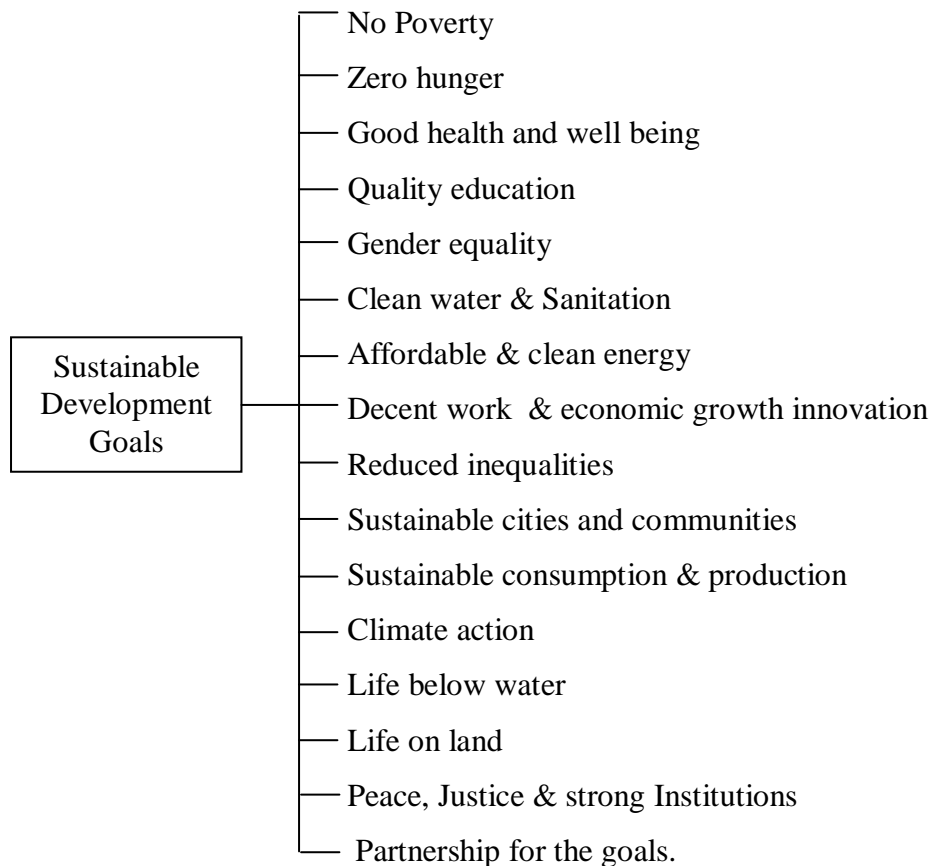 No Poverty
Zero hunger
Good health and well being
Quality education
Gender equality
Clean water & Sanitation
Affordable & clean energy
Sustainable
Development
Goals
Decent work & economic growth innovation
Reduced inequalities
Sustainable cities and communities
Sustainable consumption & production
Climate action
Life below water
Life on land
Peace, Justice & strong Institutions
Partnership for the goals.